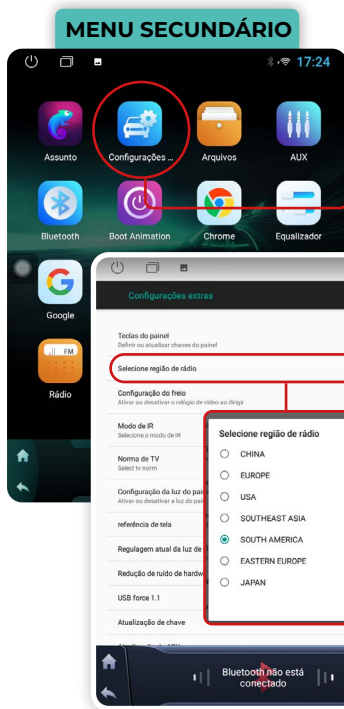 MENU SECUNDÁRIO
17:24
Assunto
Configurações ...
Arquivos
AUX
Bluetooth
Boot Animation
Chrome
Equalizador
Google
FM
Rádio
Configurações extras
Teclas do painel
Definir ou atualizar chaves do painel
Selecione região de rádio
Configuração do freio
Ativar ou desativar o relógio de vídeo ao dirigir
Modo de IR
Selecione o modo de IR
Norma de TV
Select tv norm
Configuração da luz do
Ativar ou desativar a luz do
referência de tela
Regulagem atual da luz de
Redução de ruído de
USB force 1.1
Atualização de chave
Selecione região de rádio
CHINA
EUROPE
USA
SOUTHEAST ASIA
SOUTH AMERICA
EASTERN EUROPE
JAPAN
Bluetooth não está
conectado